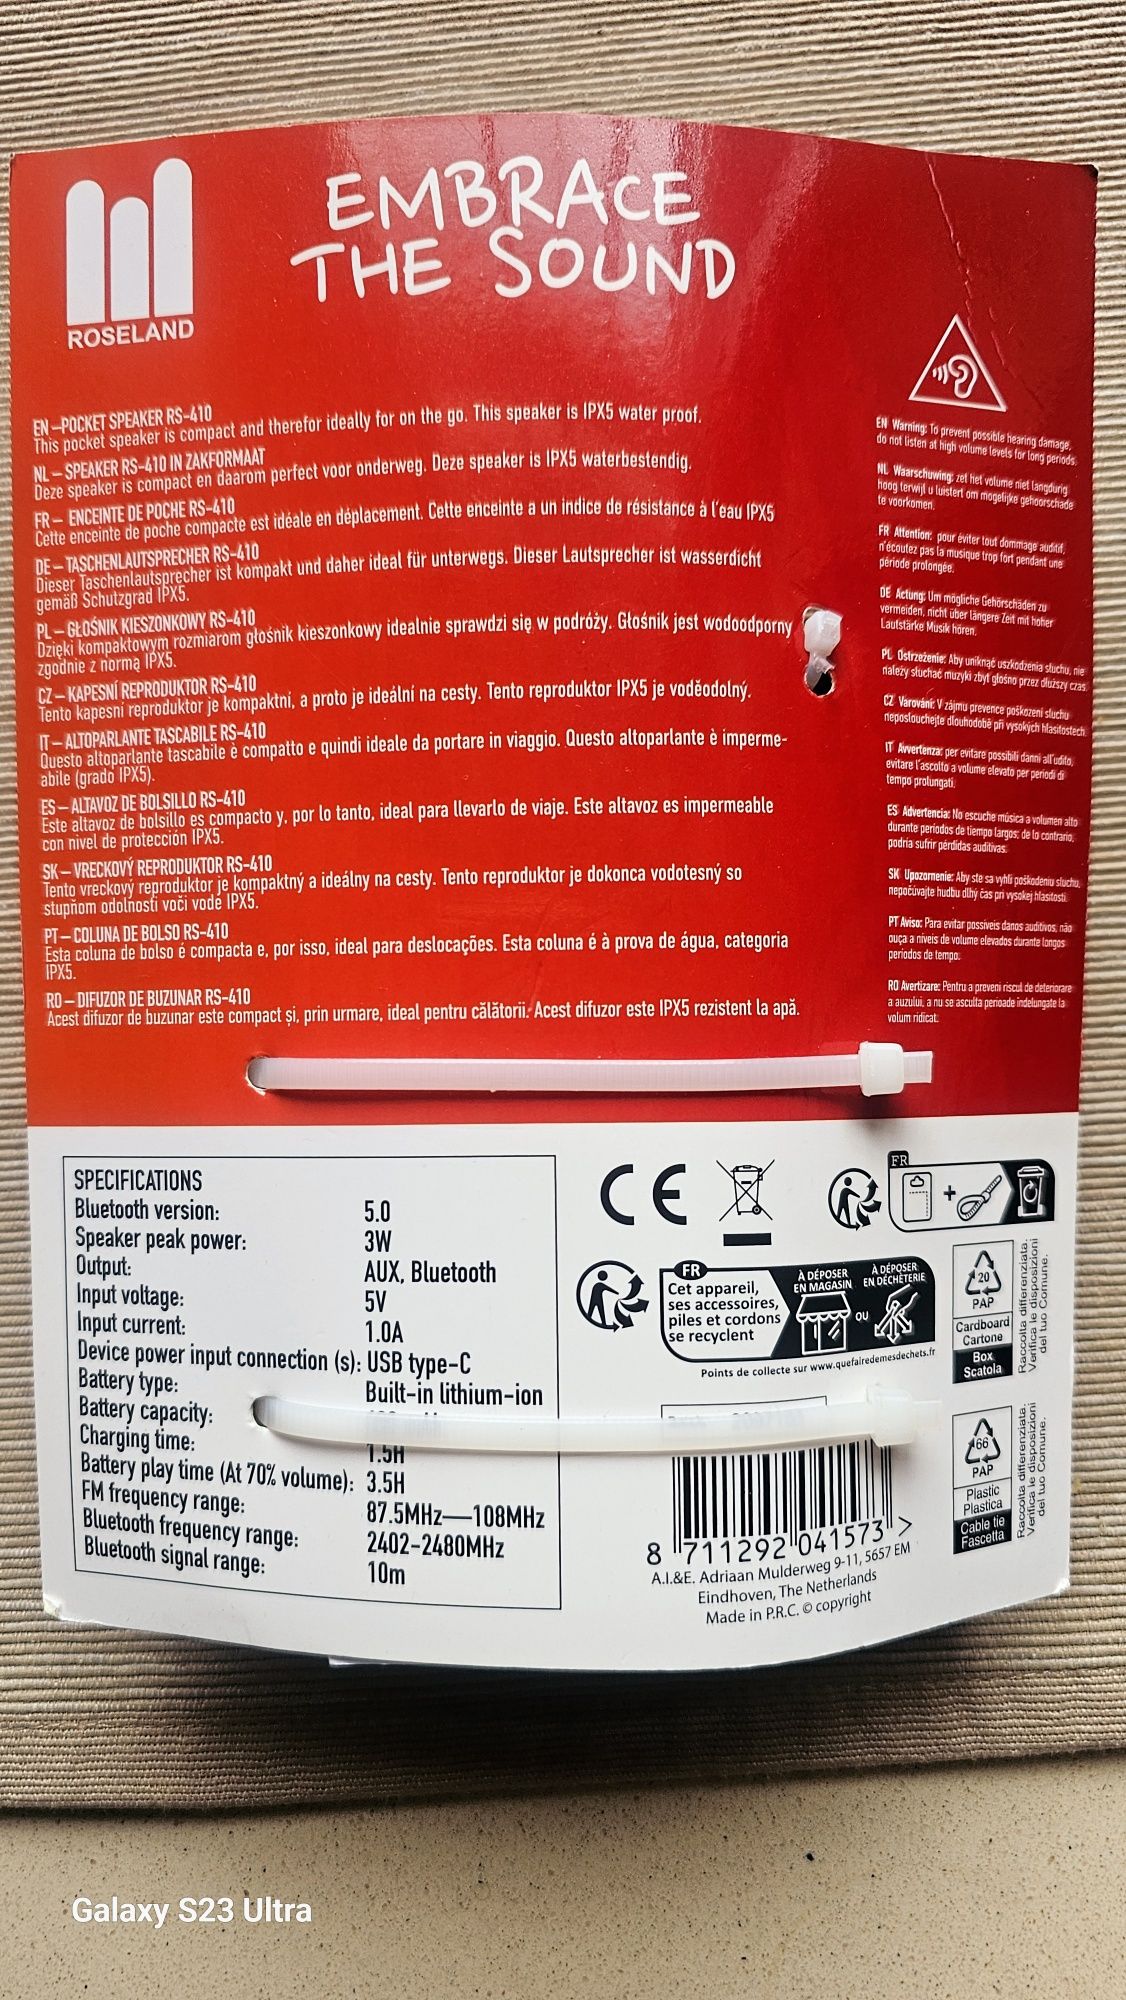 ROSELAND
EMBRACE
THE SOUND
EN –POCKET SPEAKER RS-410
This pocket speaker is compact and therefor ideally for on the go. This speaker is IPX5 water proof.
NL – SPEAKER RS-410 IN ZAKFORMAAT
Deze speaker is compact en daarom perfect voor onderweg. Deze speaker is IPX5 waterbestendig.
FR – ENCEINTE DE POCHE RS-410
Cette enceinte de poche compacte est idéale en déplacement. Cette enceinte a un indice de résistance à l'eau IPX5
DE – TASCHENLAUTSPRECHER RS-410
Dieser Taschenlautsprecher ist kompakt und daher ideal für unterwegs. Dieser Lautsprecher ist wasserdicht
gemäß Schutzgrad IPX5.
PL – GŁOŚNIK KIESZONKOWY RS-410
Dzięki kompaktowym rozmiarom głośnik kieszonkowy idealnie sprawdzi się w podróży. Głośnik jest wodoodporny
zgodnie z normą IPX5.
CZ – KAPESNÍ REPRODUKTOR RS-410
Tento kapesní reproduktor je kompaktní, a proto je ideální na cesty. Tento reproduktor IPX5 je voděodolný.
IT – ALTOPARLANTE TASCABILE RS-410
Questo altoparlante tascabile è compatto e quindi ideale da portare in viaggio. Questo altoparlante è imperme-
abile (grado IPX5).
ES – ALTAVOZ DE BOLSILLO RS-410
Este altavoz de bolsillo es compacto y, por lo tanto, ideal para llevarlo de viaje. Este altavoz es impermeable
con nivel de protección IPX5.
SK – VRECKOVÝ REPRODUKTOR RS-410
Tento vreckový reproduktor je kompaktný a ideálny na cesty. Tento reproduktor je dokonca vodotesný so
stupňom odolnosti voči vode IPX5.
PT – COLUNA DE BOLSO RS-410
Esta coluna de bolso é compacta e, por isso, ideal para deslocações. Esta coluna é à prova de água, categoria
IPX5.
RO – DIFUZOR DE BUZUNAR RS-410
Acest difuzor de buzunar este compact și, prin urmare, ideal pentru călătorii. Acest difuzor este IPX5 rezistent la apă.
EN Warning: To prevent possible hearing damage,
do not listen at high volume levels for long periods.
NL Waarschuwing: zet het volume niet langdurig
hoog terwijl u luistert om mogelijke gehoorschade
te voorkomen.
FR Attention: pour éviter tout dommage auditif,
n'écoutez pas la musique trop fort pendant une
période prolongée.
DE Actung: Um mögliche Gehörschäden zu
vermeiden, nicht über längere Zeit mit hoher
Lautstärke Musik hören.
PL Ostrzeżenie: Aby uniknąć uszkodzenia słuchu, nie
należy słuchać muzyki zbyt głośno przez dłuższy czas.
CZ Varování: V zájmu prevence poškození sluchu
neposlouchejte dlouhodobě při vysokých hlasitostech.
IT Avvertenza: per evitare possibili danni all'udito,
evitare l'ascolto a volume elevato per periodi di
tempo prolungati.
ES Advertencia: No escuche música a volumen alto
durante períodos de tiempo largos; de lo contrario,
podría sufrir pérdidas auditivas.
SK Upozornenie: Aby ste sa vyhli poškodeniu sluchu,
nepočúvajte hudbu dlhý čas pri vysokej hlasitosti.
PT Aviso: Para evitar possíveis danos auditivos, não
ouça a níveis de volume elevados durante longos
períodos de tempo.
RO Avertizare: Pentru a preveni riscul de deteriorare
a auzului, a nu se asculta perioade indelungate la
volum ridicat.
SPECIFICATIONS
Bluetooth version: 5.0
Speaker peak power: 3W
Output: AUX, Bluetooth
Input voltage: 5V
Input current: 1.0A
Device power input connection (s): USB type-C
Battery type: Built-in lithium-ion
Battery capacity:
Charging time: 1.5H
Battery play time (At 70% volume): 3.5H
FM frequency range: 87.5MHz—108MHz
Bluetooth frequency range: 2402-2480MHz
Bluetooth signal range: 10m
CE
FR
+
FR
Cet appareil,
ses accessoires,
piles et cordons
se recyclent
À DÉPOSER
EN MAGASIN
OU
À DÉPOSER
EN DÉCHÈTERIE
Points de collecte sur www.quefairedemesdechets.fr
20
PAP
Cardboard
Cartone
Box
Scatola
Raccolta differenziata.
Verifica le disposizioni
del tuo Comune.
66
PAP
Plastic
Plastica
Cable tie
Fascetta
Raccolta differenziata.
Verifica le disposizioni
del tuo Comune.
8 711292 041573 >
A.I.&E. Adriaan Mulderweg 9-11, 5657 EM
Eindhoven, The Netherlands
Made in P.R.C. © copyright
Galaxy S23 Ultra